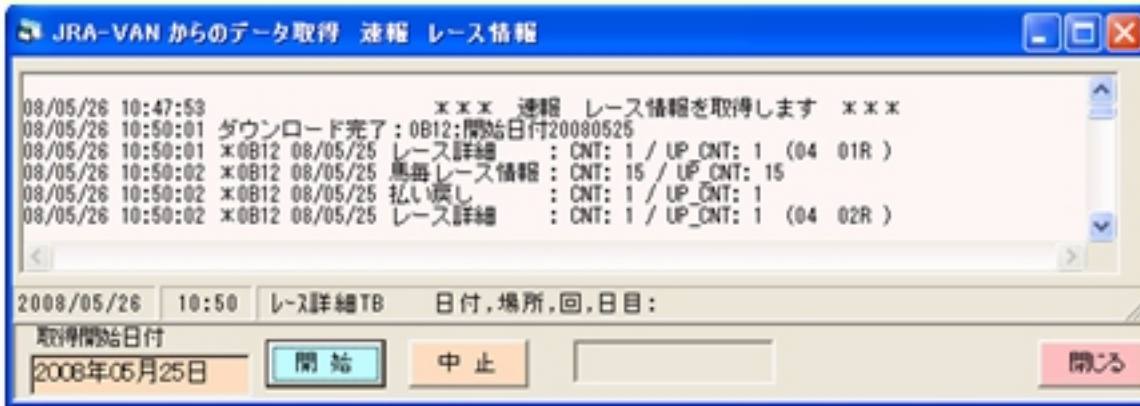 JRA-VAN からのデータ取得 速報 レース情報
08/05/26 10:47:53 *** 速報 レース情報を取得します ***
08/05/26 10:50:01 ダウンロード完了:0B12:開始日付20080525
08/05/26 10:50:01 *0B12 08/05/25 レース詳細 : CNT: 1 / UP_CNT: 1 (04 01R )
08/05/26 10:50:02 *0B12 08/05/25 馬毎レース情報 : CNT: 15 / UP_CNT: 15
08/05/26 10:50:02 *0B12 08/05/25 払い戻し : CNT: 1 / UP_CNT: 1
08/05/26 10:50:02 *0B12 08/05/25 レース詳細 : CNT: 1 / UP_CNT: 1 (04 02R )
2008/05/26 10:50 レース詳細TB 日付,場所,回,日目:
取得開始日付
2008年05月25日 開始 中止 閉じる